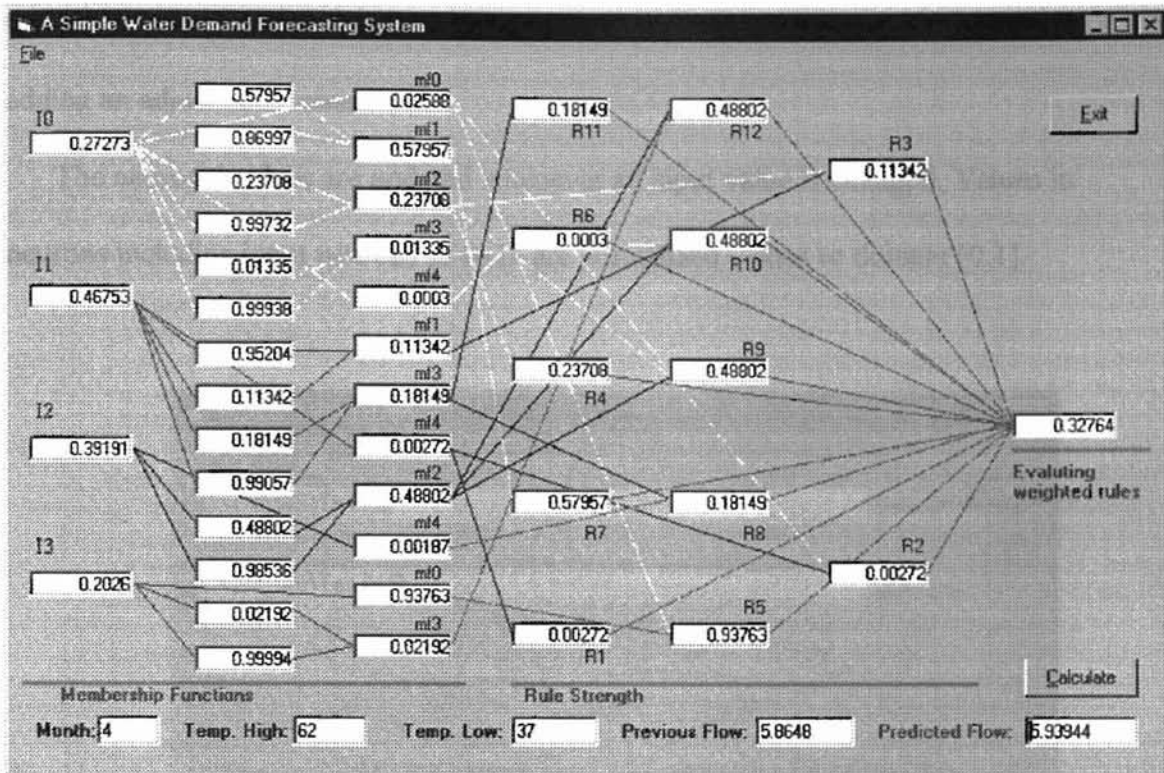 A Simple Water Demand Forecasting System
File
I0
0.27273
I1
0.46753
I2
0.39191
I3
0.2026
0.57957
0.86997
0.23708
0.99732
0.01335
0.99938
0.95204
0.11342
0.18149
0.99057
0.48802
0.98536
0.02192
0.99994
mf0
0.02588
mf1
0.57957
mf2
0.23708
mf3
0.01335
mf4
0.0003
mf1
0.11342
mf3
0.18149
mf4
0.00272
mf2
0.48802
mf4
0.00187
mf0
0.93763
mf3
0.02192
0.18149
R11
R6
0.0003
0.23708
R4
0.57957
R7
0.00272
R1
0.48802
R12
0.48802
R10
R9
0.48802
0.18149
R8
R5
0.93763
R3
0.11342
R2
0.00272
Exit
0.32764
Evaluting
weighted rules
Calculate
Membership Functions
Rule Strength
Month: 4 Temp. High: 62 Temp. Low: 37 Previous Flow: 5.8648 Predicted Flow: 5.93944